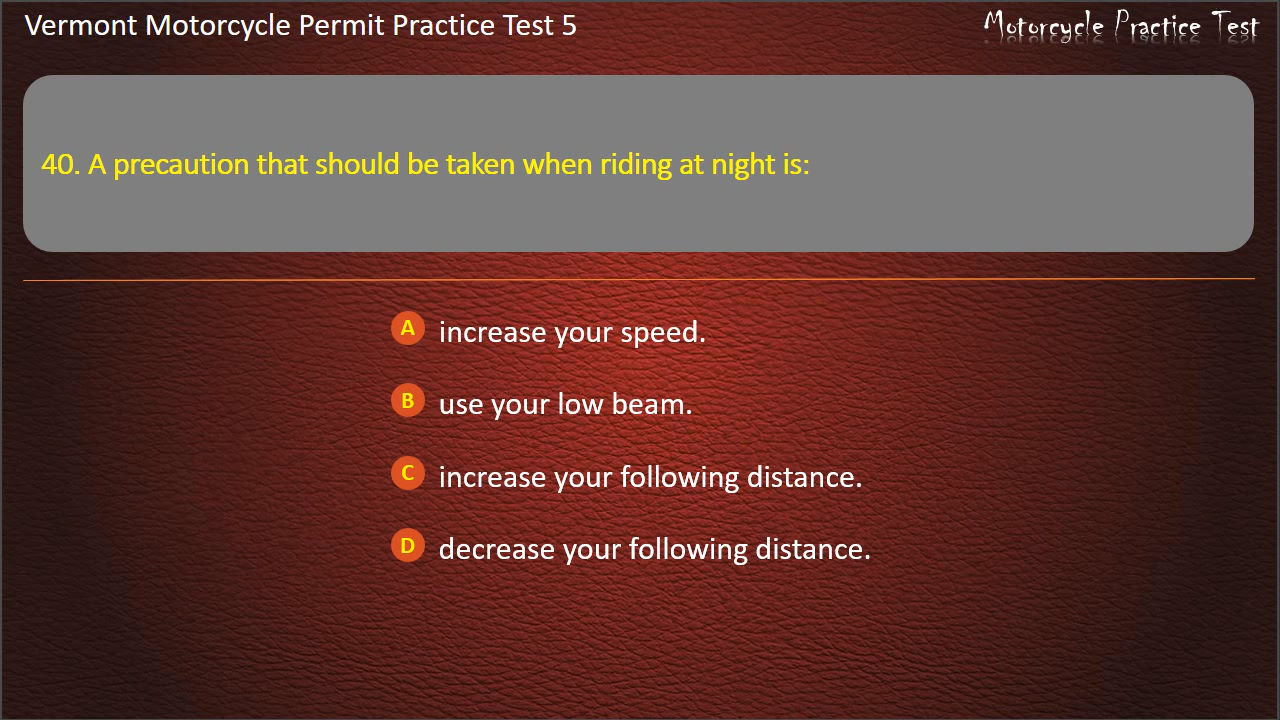 Vermont Motorcycle Permit Practice Test 5
Motorcycle Practice Test
40. A precaution that should be taken when riding at night is:
A increase your speed.
B use your low beam.
C increase your following distance.
D decrease your following distance.